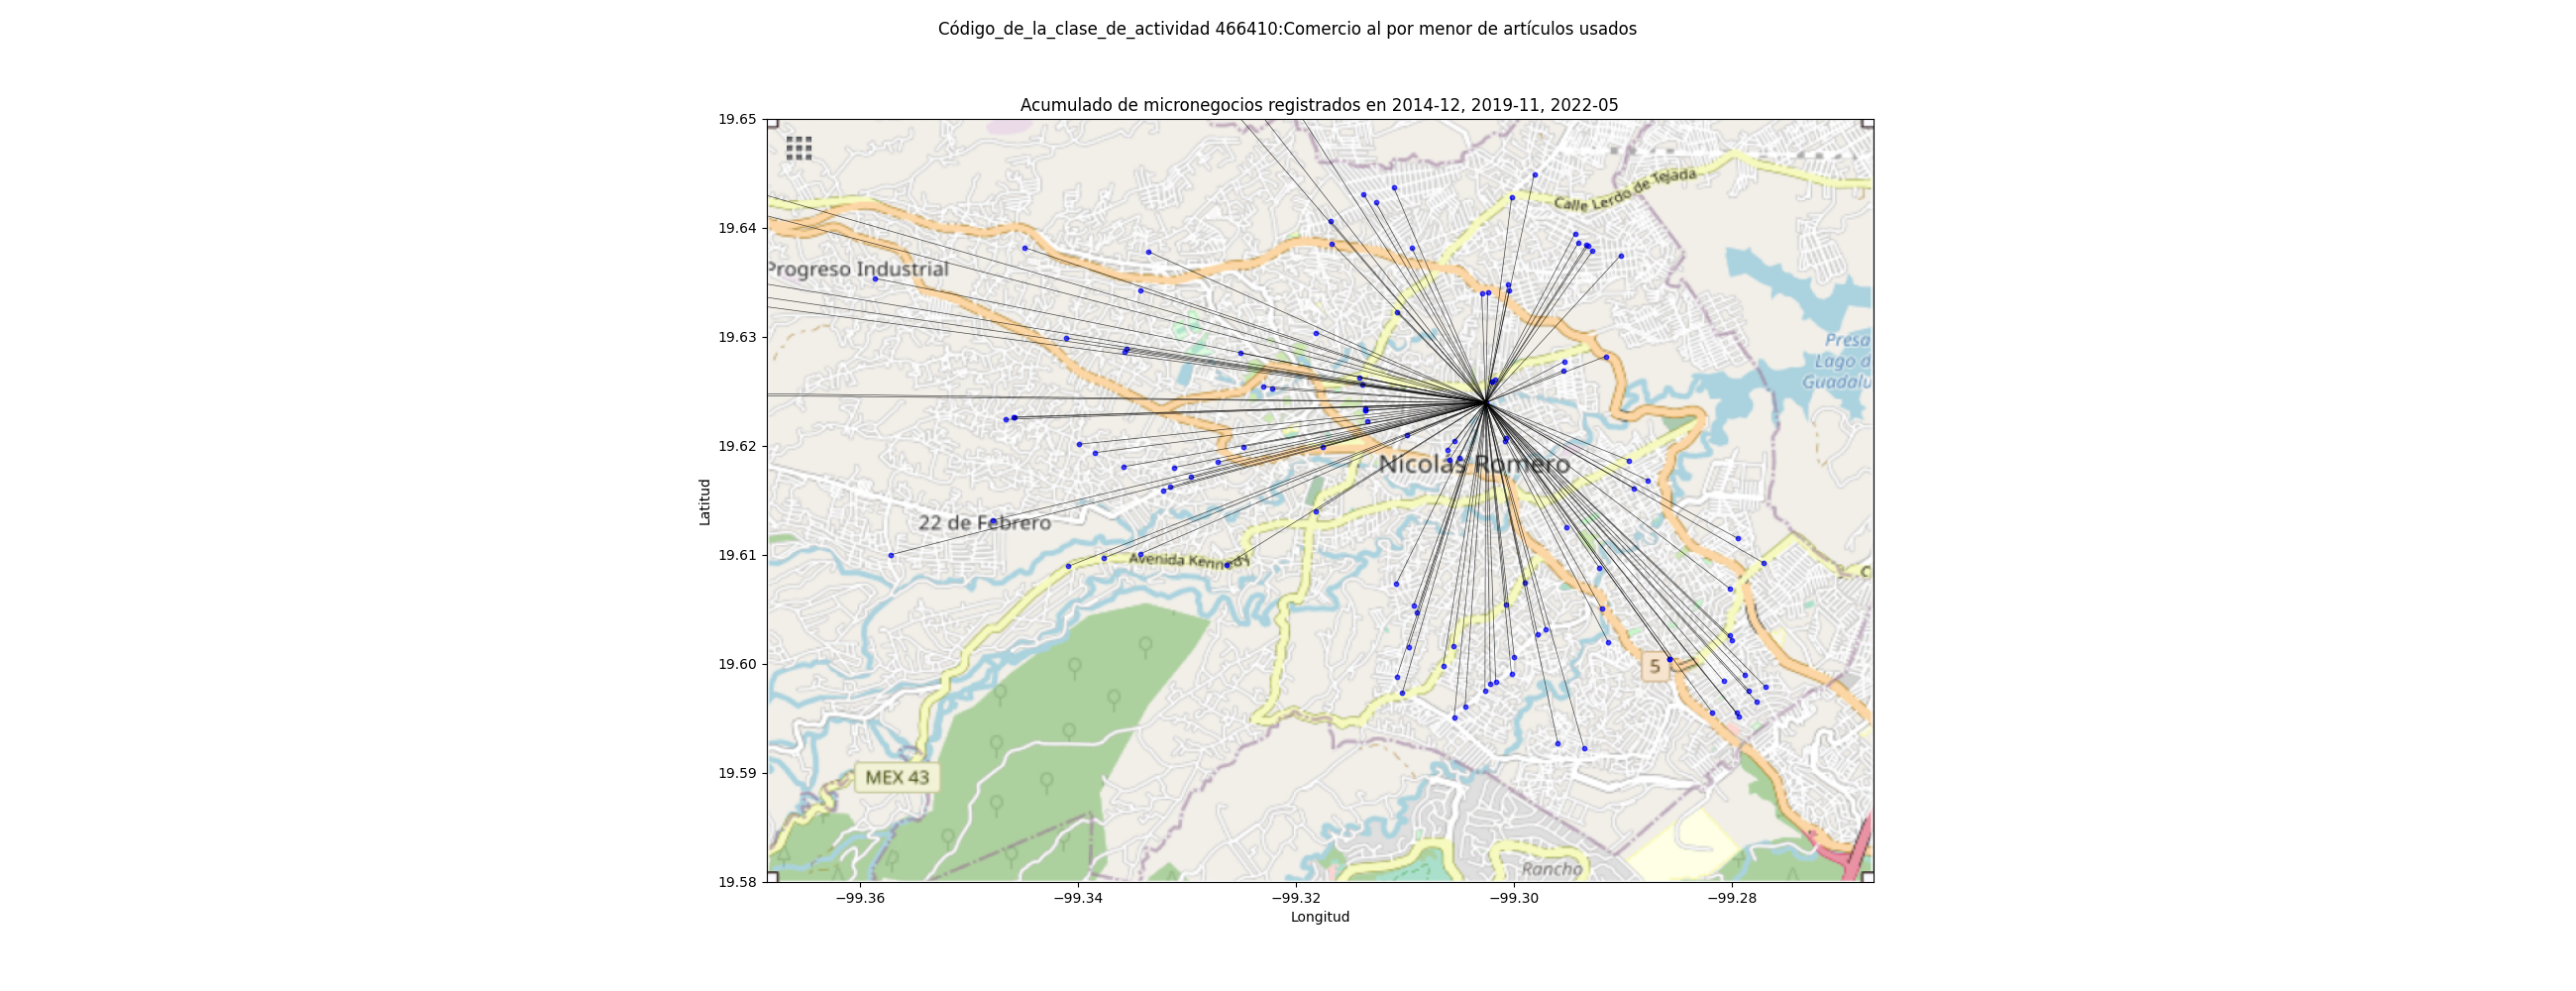 Código_de_la_clase_de_actividad 466410:Comercio al por menor de artículos usados
Acumulado de micronegocios registrados en 2014-12, 2019-11, 2022-05
19.65
Calle Lerdo de Tejada
19.64
Progreso Industrial
19.63
Presa
Lago d
Guadalu
19.62
Nicolás Romero
Latitud
22 de Febrero
19.61
Avenida Kennedy
C
19.60
5
19.59
MEX 43
Rancho
19.58
−99.36 −99.34 −99.32 −99.30 −99.28
Longitud